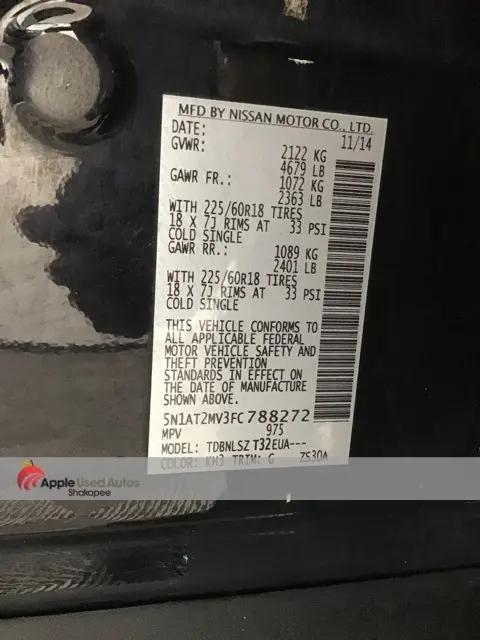 MFD BY NISSAN MOTOR CO., LTD.
DATE: 11/14
GVWR: 2122 KG
4679 LB
GAWR FR.: 1072 KG
2363 LB
WITH 225/60R18 TIRES
18 X 7J RIMS AT 33 PSI
COLD SINGLE
GAWR RR.: 1089 KG
2401 LB
WITH 225/60R18 TIRES
18 X 7J RIMS AT 33 PSI
COLD SINGLE
THIS VEHICLE CONFORMS TO
ALL APPLICABLE FEDERAL
MOTOR VEHICLE SAFETY AND
THEFT PREVENTION
STANDARDS IN EFFECT ON
THE DATE OF MANUFACTURE
SHOWN ABOVE.
5N1AT2MV3FC788272
MPV 975
MODEL: TDBNLSZ T32EUA---
COLOR: KH3 TRIM: G ZS30A
Apple Used Autos
Shakopee